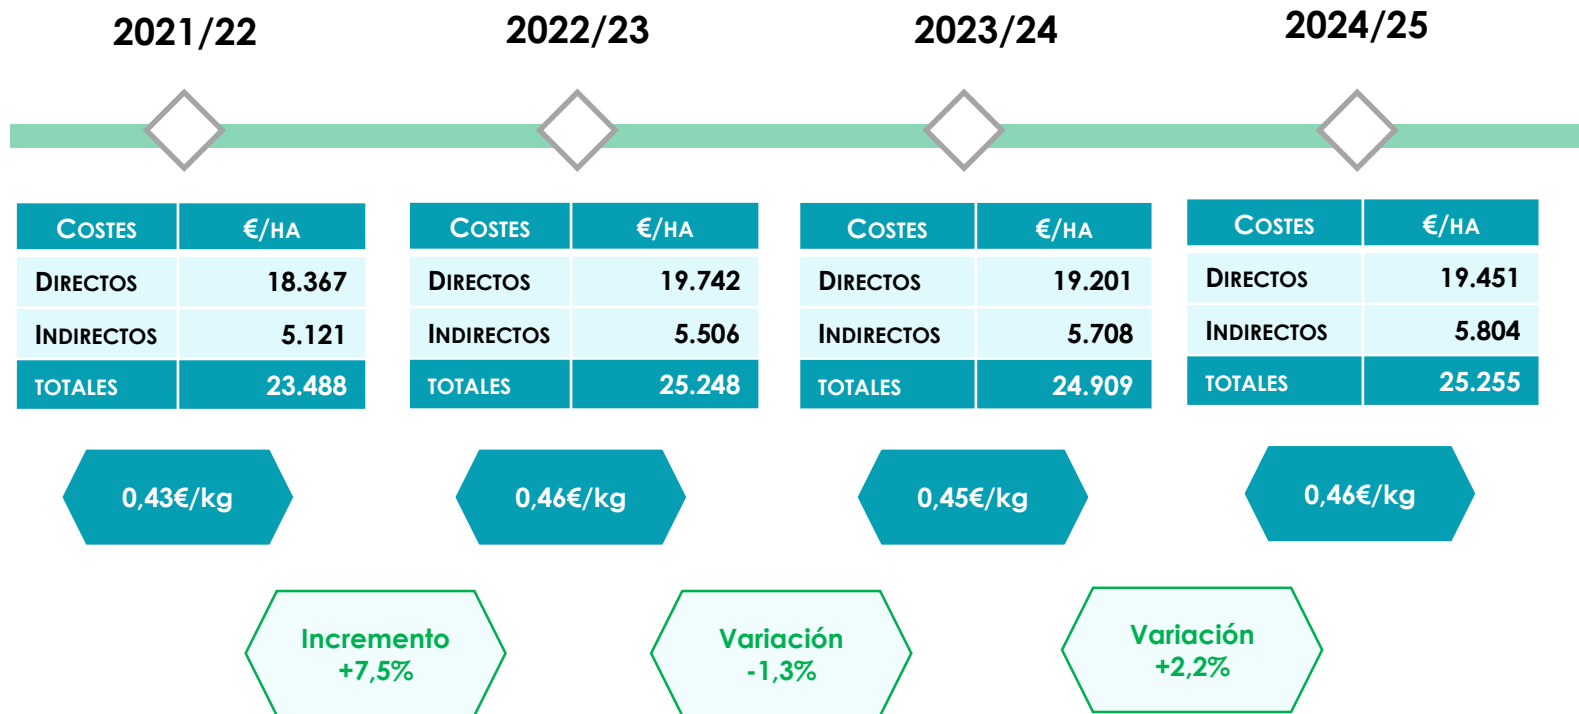 2021/22
2022/23
2023/24
2024/25
COSTES €/HA
DIRECTOS 18.367
INDIRECTOS 5.121
TOTALES 23.488
COSTES €/HA
DIRECTOS 19.742
INDIRECTOS 5.506
TOTALES 25.248
COSTES €/HA
DIRECTOS 19.201
INDIRECTOS 5.708
TOTALES 24.909
COSTES €/HA
DIRECTOS 19.451
INDIRECTOS 5.804
TOTALES 25.255
0,43€/kg
0,46€/kg
0,45€/kg
0,46€/kg
Incremento
+7,5%
Variación
-1,3%
Variación
+2,2%